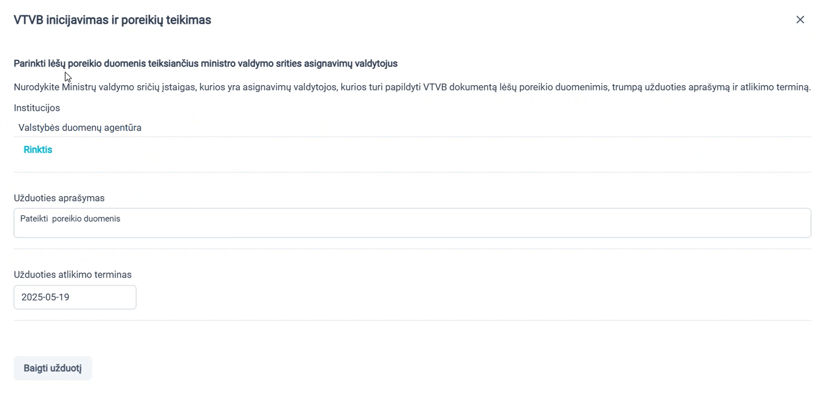 VTVB inicijavimas ir poreikių teikimas
Parinkti lėšų poreikio duomenis teiksiančius ministro valdymo srities asignavimų valdytojus
Nurodykite Ministrų valdymo sričių įstaigas, kurios yra asignavimų valdytojos, kurios turi papildyti VTVB dokumentą lėšų poreikio duomenimis, trumpą užduoties aprašymą ir atlikimo terminą.
Institucijos
Valstybės duomenų agentūra
Rinktis
Užduoties aprašymas
Pateikti poreikio duomenis
Užduoties atlikimo terminas
2025-05-19
Baigti užduotį